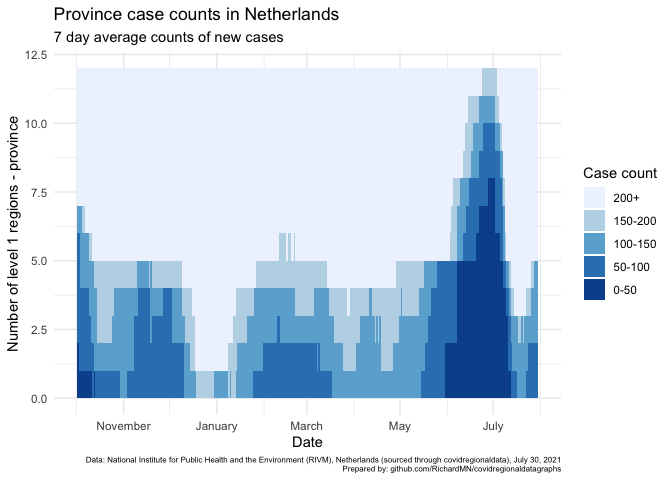 Province case counts in Netherlands
7 day average counts of new cases
Number of level 1 regions - province
12.5
10.0
7.5
5.0
2.5
0.0
November
January
March
May
July
Date
Case count
200+
150-200
100-150
50-100
0-50
Data: National Institute for Public Health and the Environment (RIVM), Netherlands (sourced through covidregionaldata), July 30, 2021
Prepared by: github.com/RichardMN/covidregionaldatagraphs